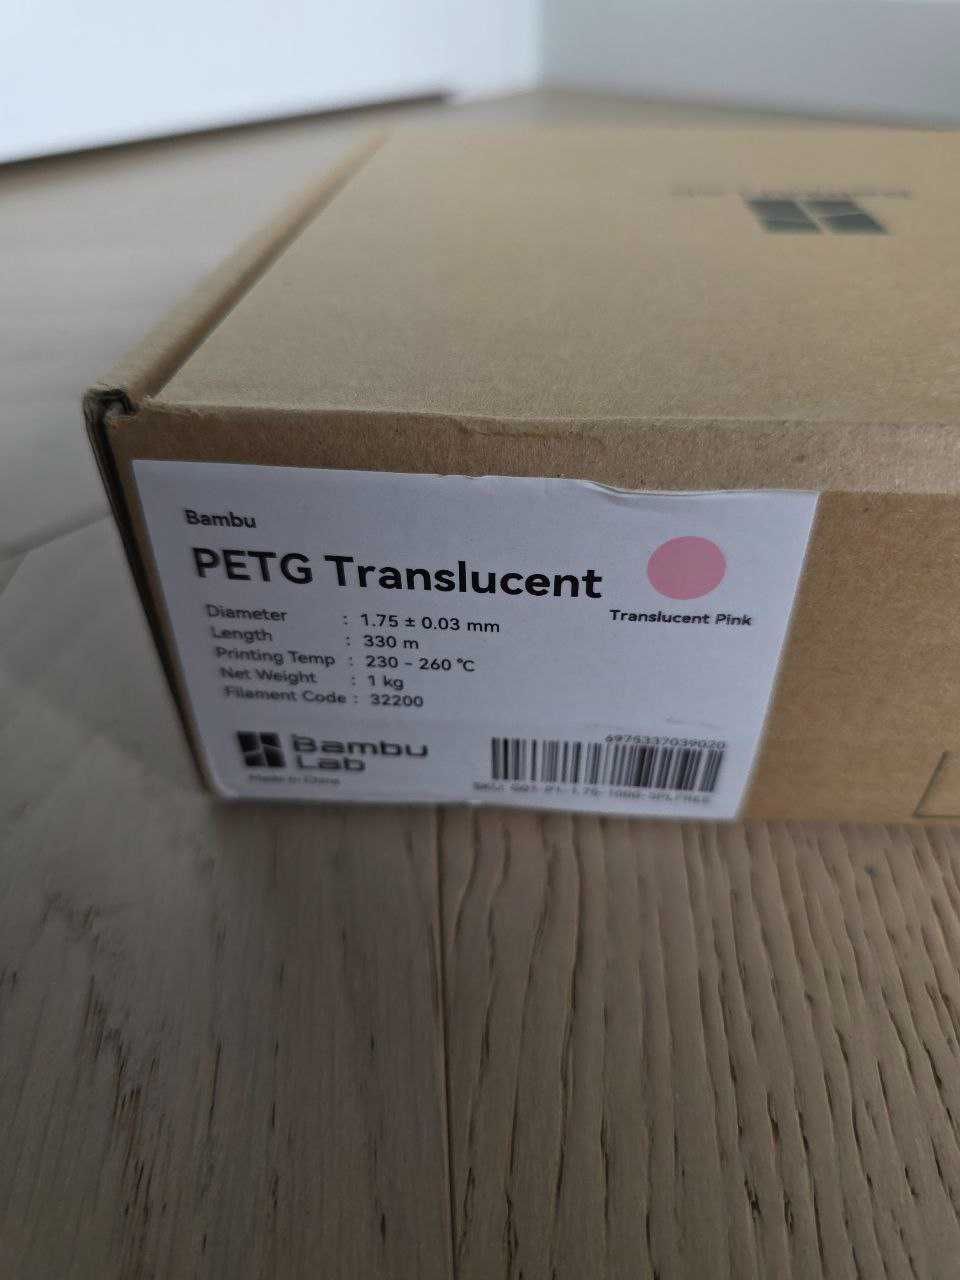 Bambu
PETG Translucent
Translucent Pink
Diameter : 1.75 ± 0.03 mm
Length : 330 m
Printing Temp : 230 - 260 °C
Net Weight : 1 kg
Filament Code : 32200
Bambu
Lab
Made in China
6975337039020